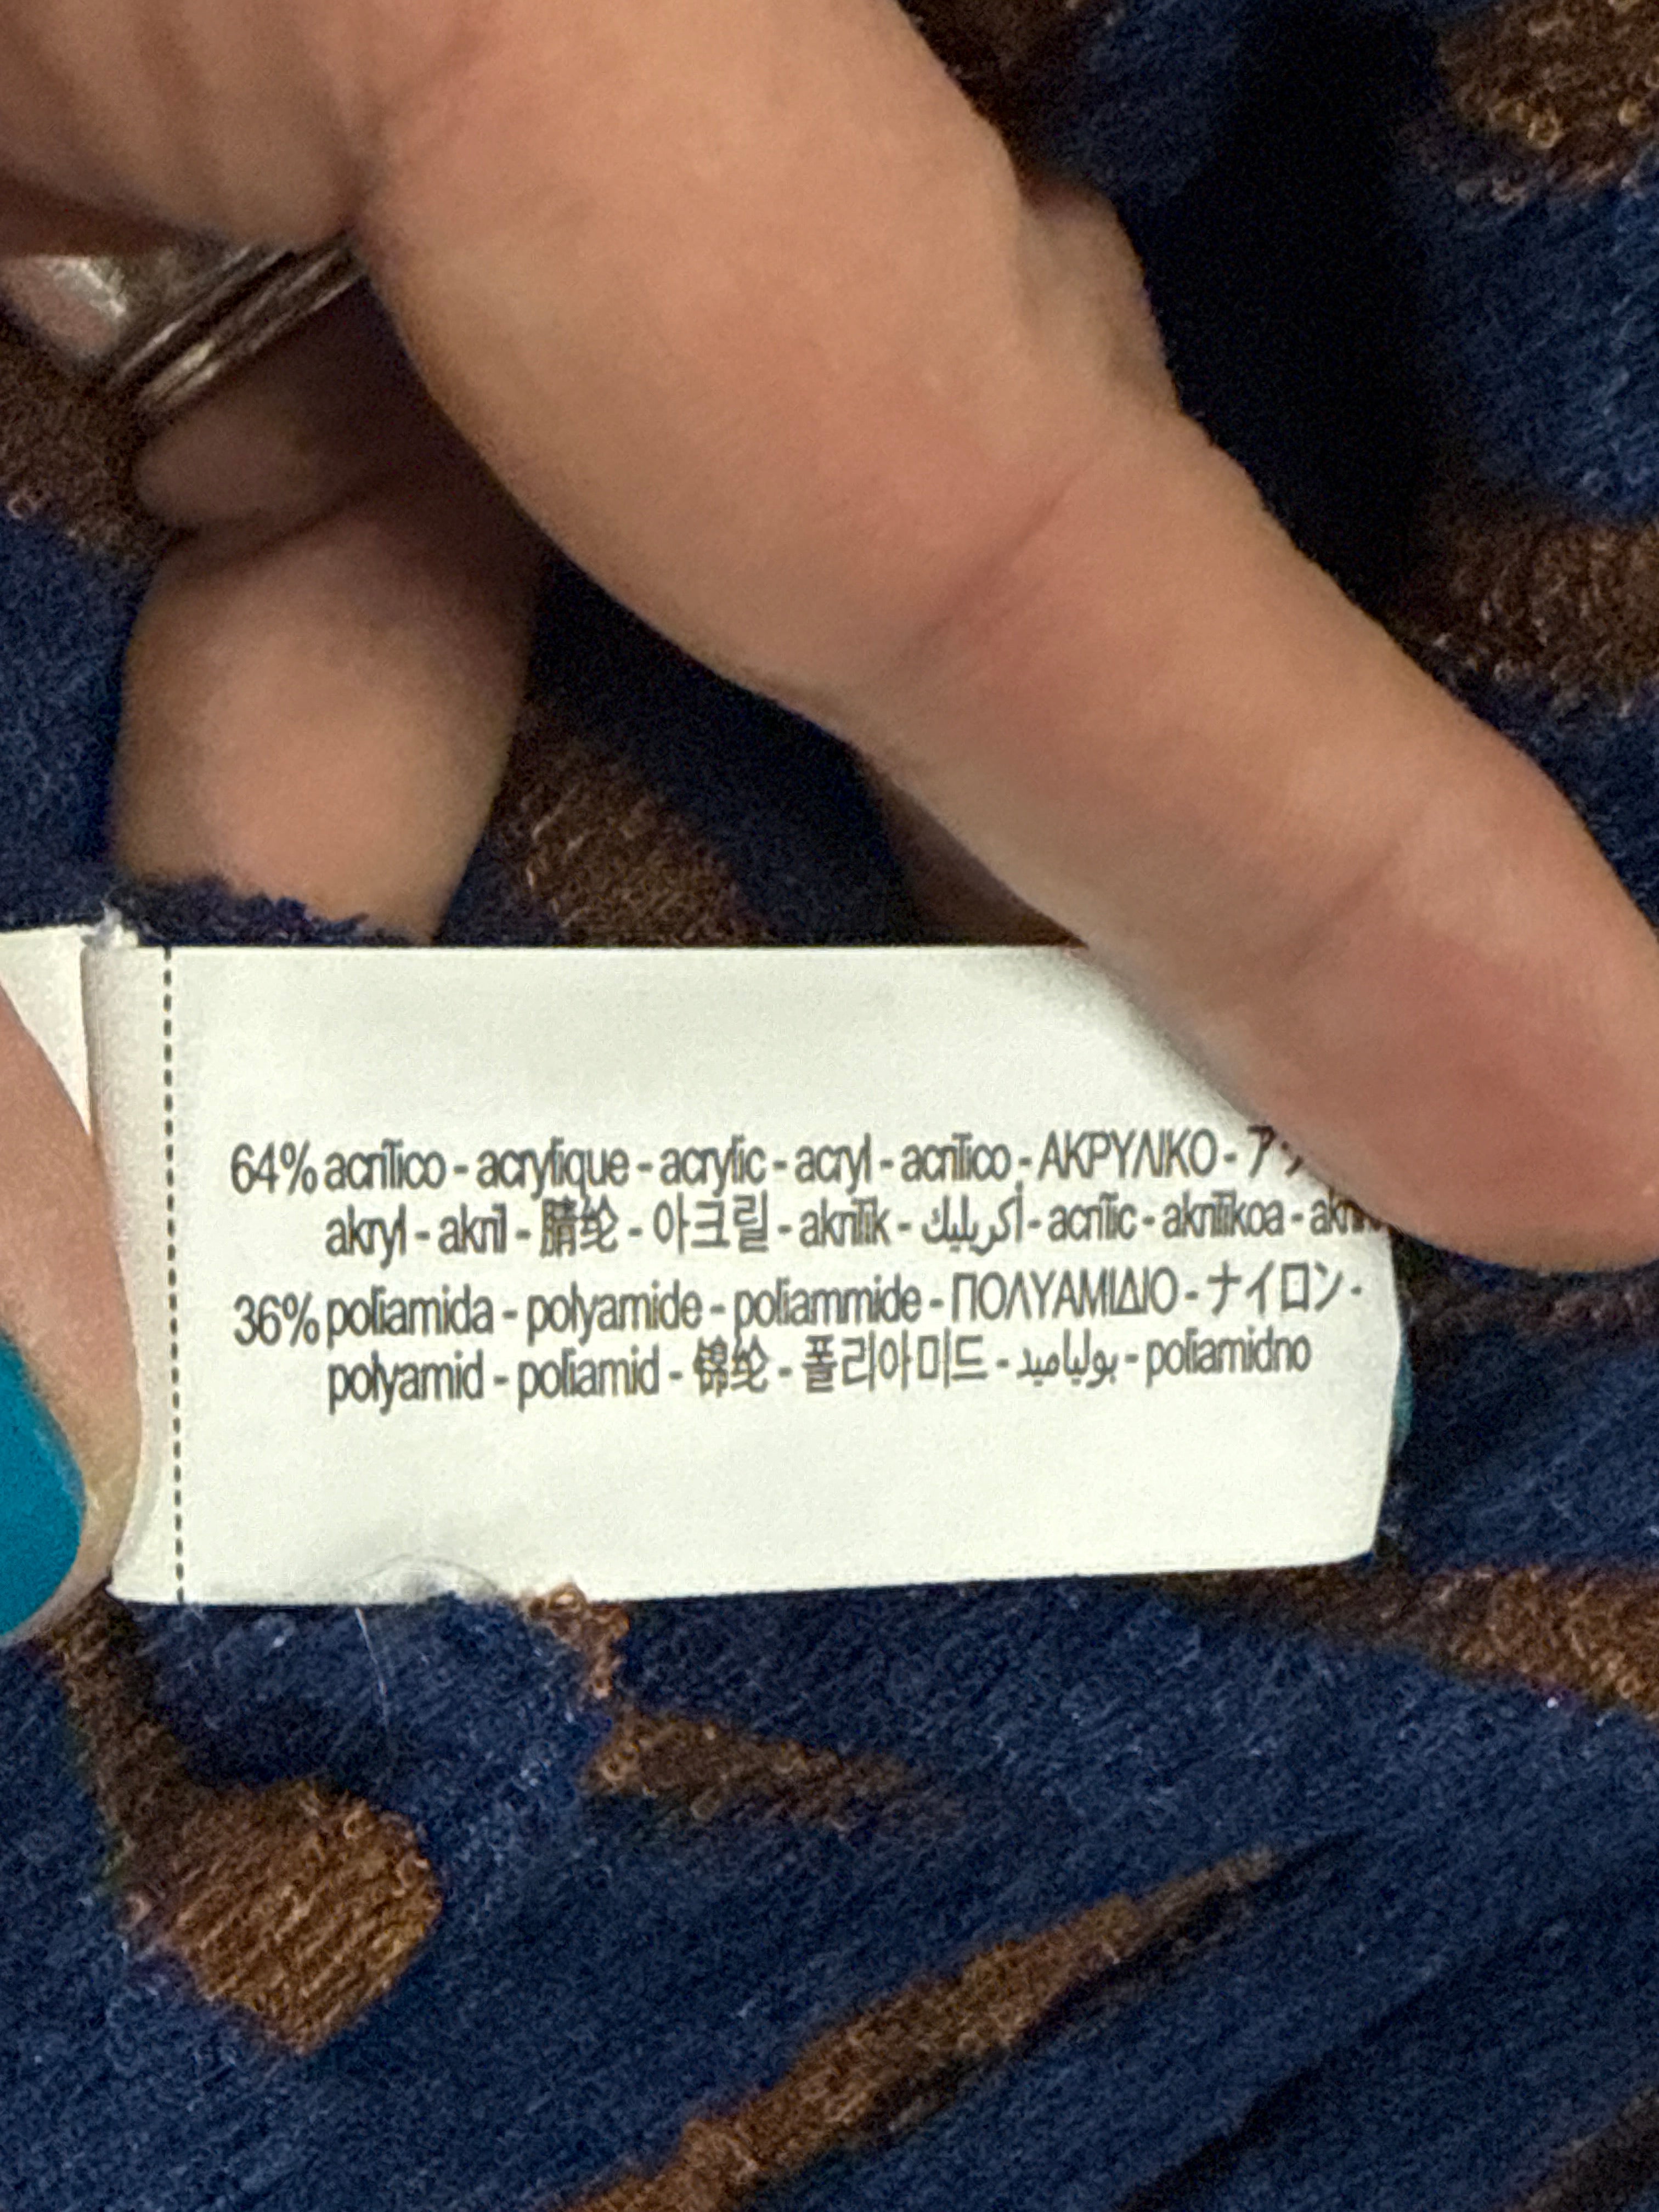 64% acrílico - acrylique - acrylic - acryl - acrilico - ΑΚΡΥΛΙΚΟ -
akryl - akril - 腈纶 - 아크릴 - akrilik - أكريليك - acrílic - akrilikoa -
36% poliamida - polyamide - poliammide - ΠΟΛΥΑΜΙΔΙΟ - ナイロン -
polyamid - poliamid - 锦纶 - 폴리아미드 - بولياميد - poliamidno